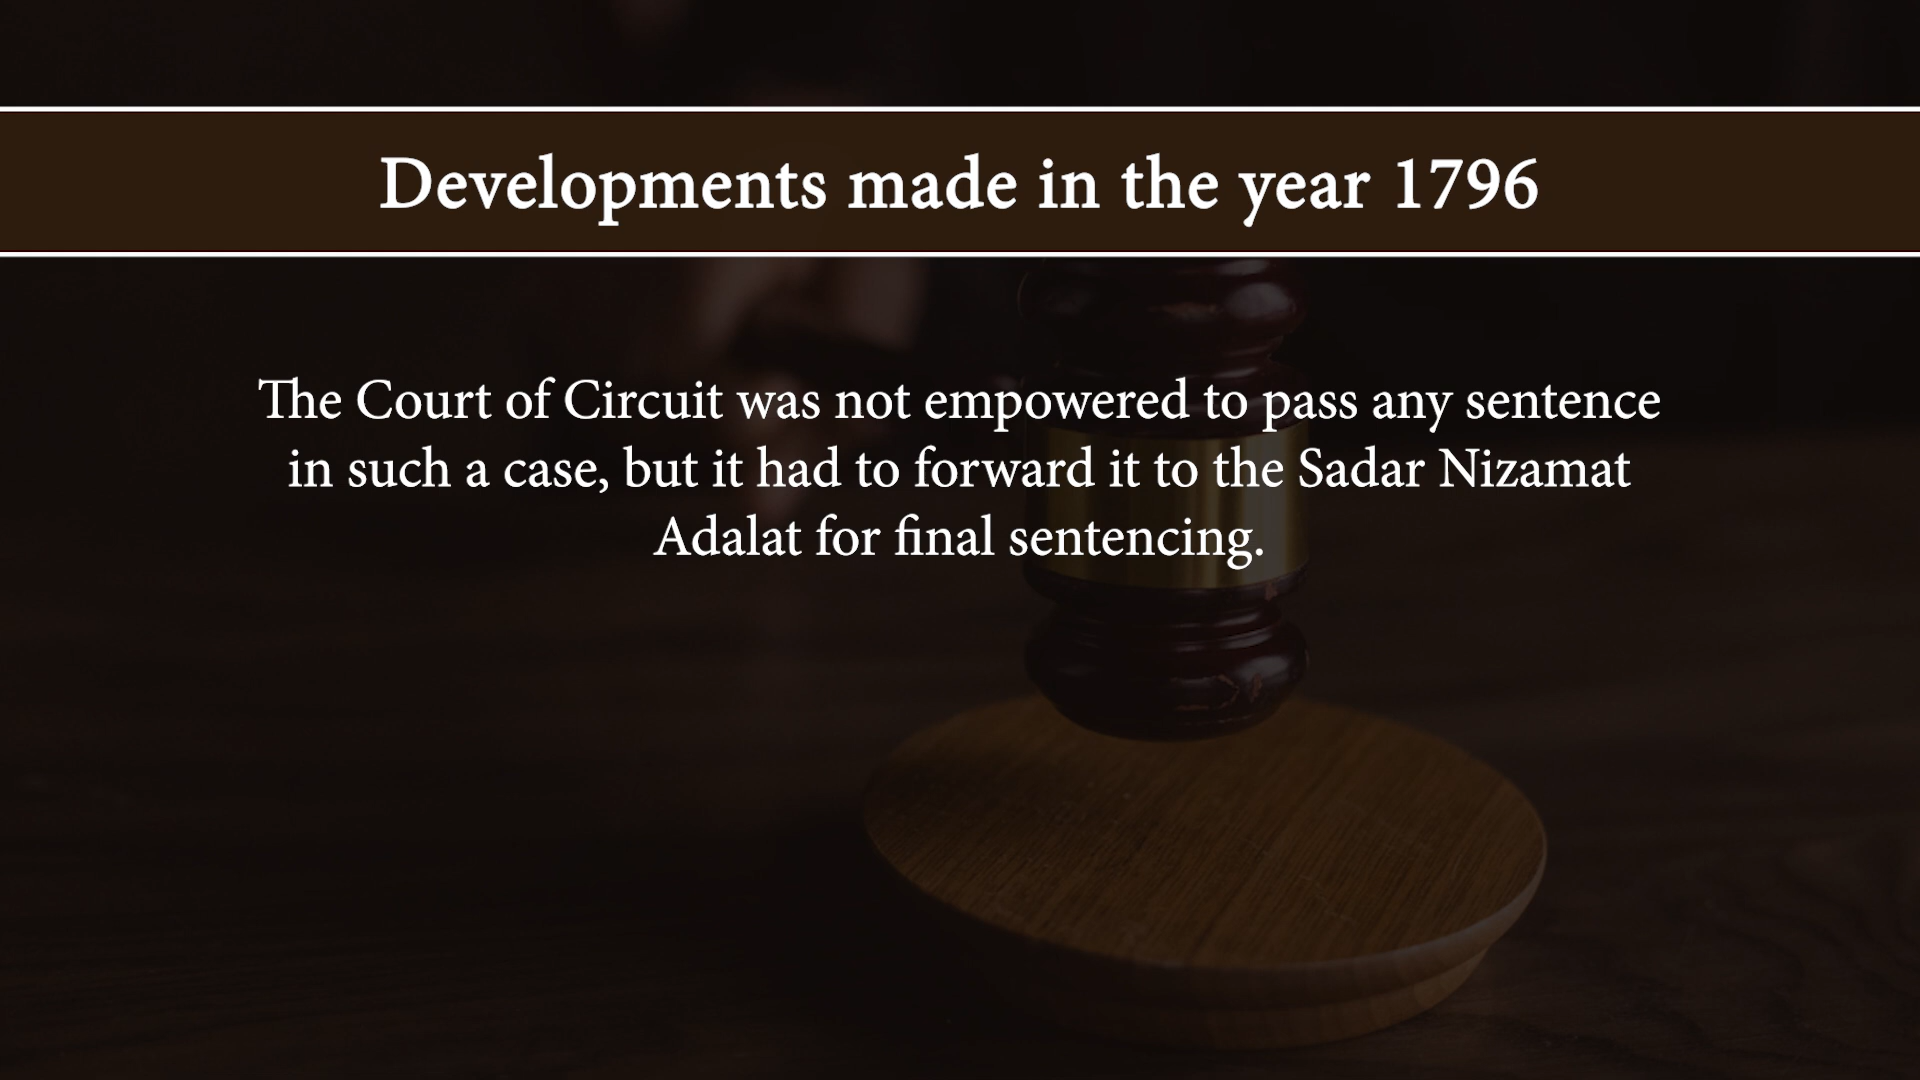 Developments made in the year 1796
The Court of Circuit was not empowered to pass any sentence
in such a case, but it had to forward it to the Sadar Nizamat
Adalat for final sentencing.